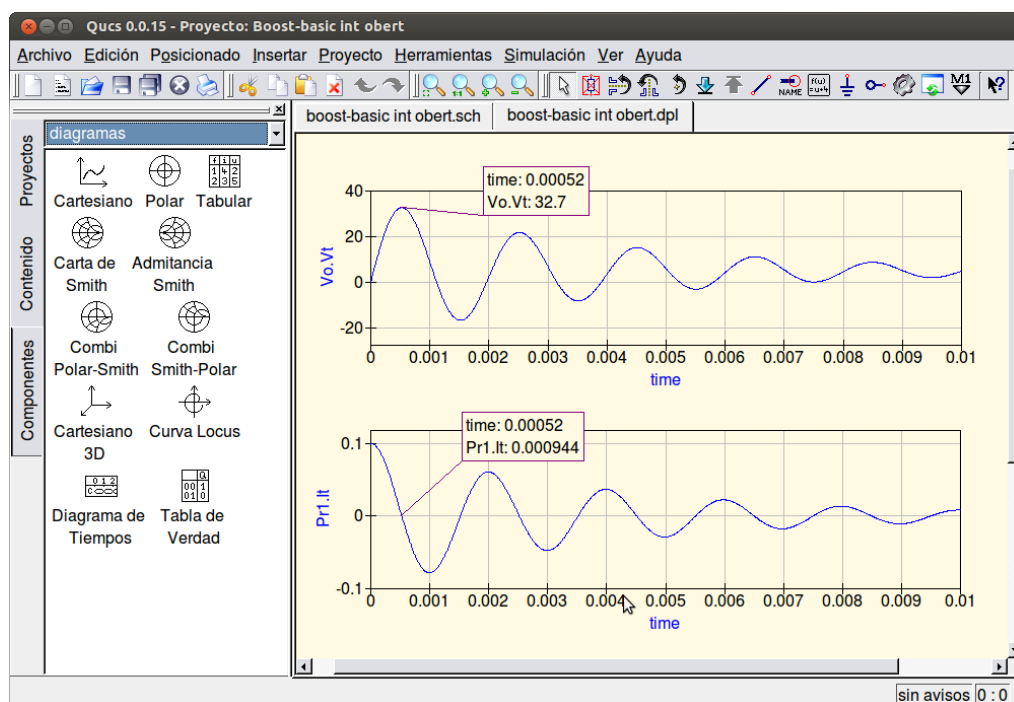 Qucs 0.0.15 - Proyecto: Boost-basic int obert
Archivo Edición Posicionado Insertar Proyecto Herramientas Simulación Ver Ayuda
NAME
f(ω)
=u+4
M1
boost-basic int obert.sch
boost-basic int obert.dpl
Proyectos
Contenido
Componentes
diagramas
Cartesiano
Polar
Tabular
Carta de
Smith
Admitancia
Smith
Combi
Polar-Smith
Combi
Smith-Polar
Cartesiano
3D
Curva Locus
Diagrama de
Tiempos
Tabla de
Verdad
time: 0.00052
Vo.Vt: 32.7
40
20
0
-20
Vo.Vt
0 0.001 0.002 0.003 0.004 0.005 0.006 0.007 0.008 0.009 0.01
time
time: 0.00052
Pr1.It: 0.000944
0.1
0
-0.1
Pr1.It
0 0.001 0.002 0.003 0.004 0.005 0.006 0.007 0.008 0.009 0.01
time
sin avisos 0 : 0